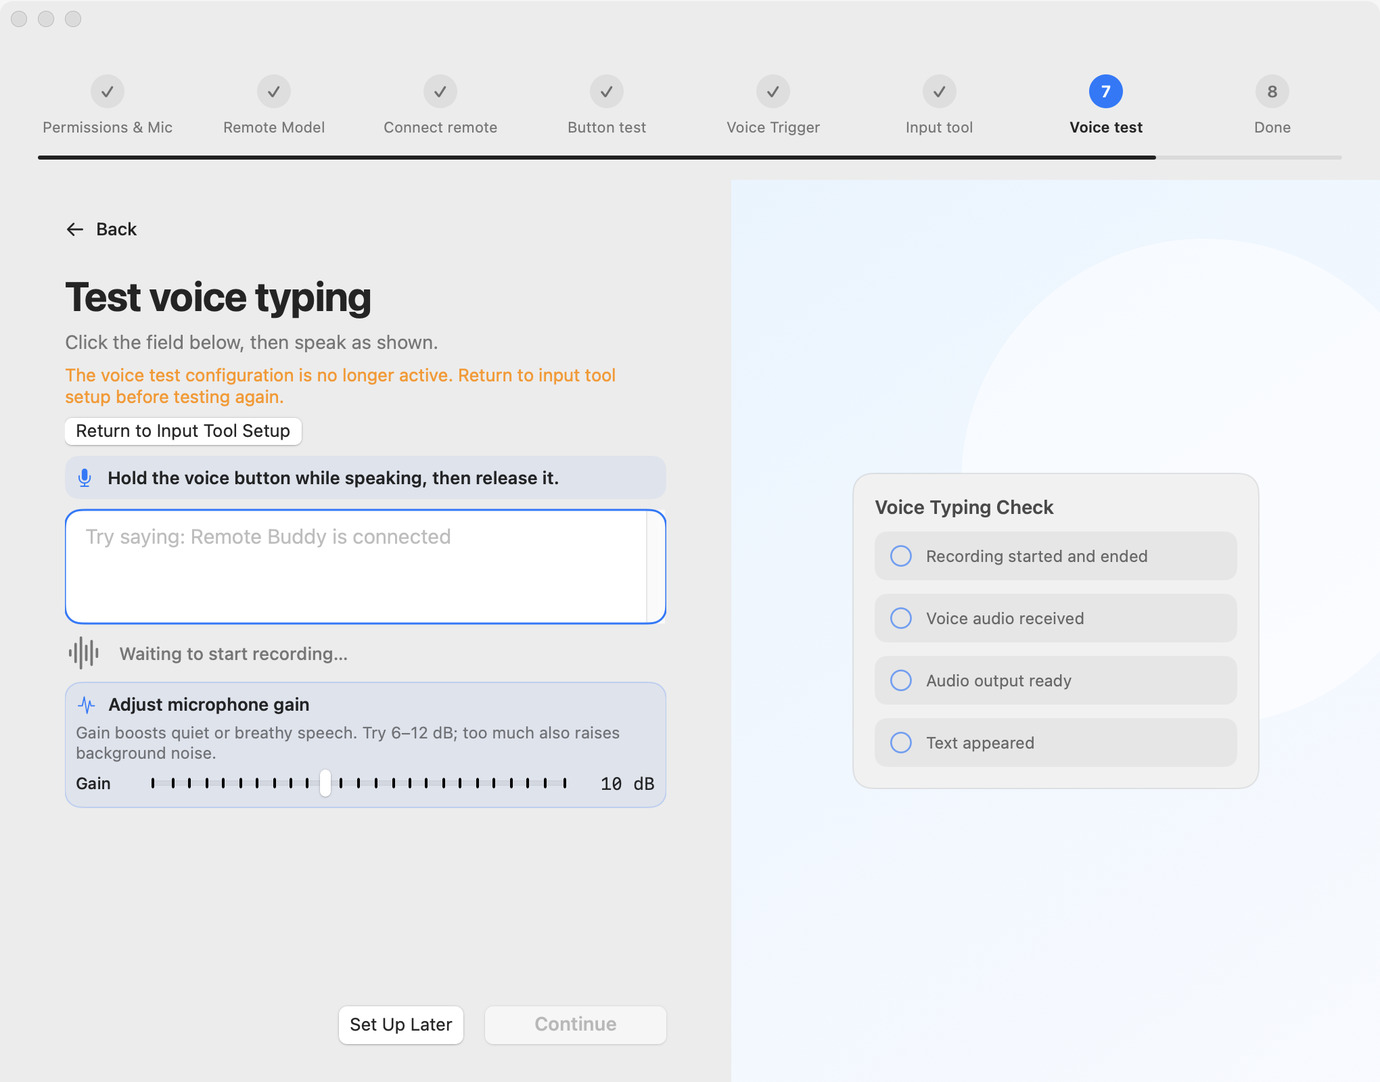 Permissions & Mic
Remote Model
Connect remote
Button test
Voice Trigger
Input tool
7
Voice test
8
Done
Back
Test voice typing
Click the field below, then speak as shown.
The voice test configuration is no longer active. Return to input tool
setup before testing again.
Return to Input Tool Setup
Hold the voice button while speaking, then release it.
Try saying: Remote Buddy is connected
Waiting to start recording...
Adjust microphone gain
Gain boosts quiet or breathy speech. Try 6–12 dB; too much also raises
background noise.
Gain
10 dB
Set Up Later
Continue
Voice Typing Check
Recording started and ended
Voice audio received
Audio output ready
Text appeared